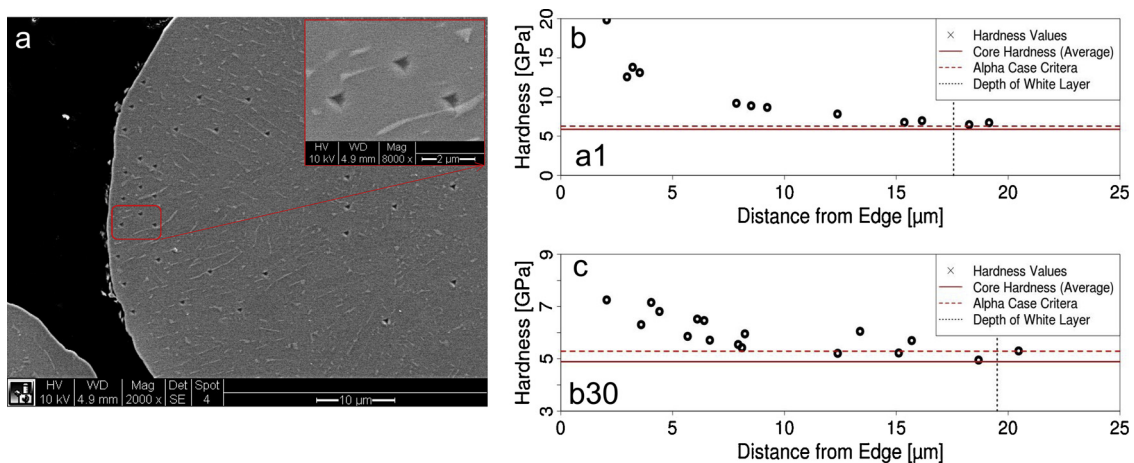 a
HV WD Mag
10 kV 4.9 mm 8000 x 2 µm
HV WD Mag Det Spot
10 kV 4.9 mm 2000 x SE 4 10 µm
b
Hardness [GPa]
20
15
10
5
0
Hardness Values
Core Hardness (Average)
Alpha Case Criteria
Depth of White Layer
a1
0 5 10 15 20 25
Distance from Edge [µm]
c
Hardness [GPa]
9
7
5
3
Hardness Values
Core Hardness (Average)
Alpha Case Criteria
Depth of White Layer
b30
0 5 10 15 20 25
Distance from Edge [µm]